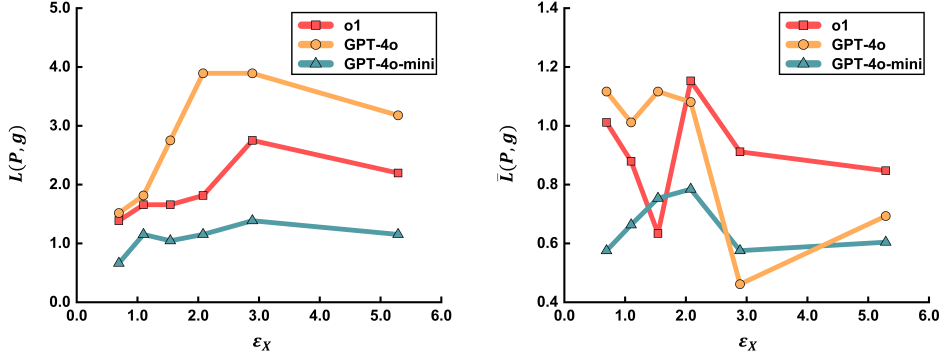 5.0
4.0
3.0
2.0
1.0
0.0
L(P, g)
0.0 1.0 2.0 3.0 4.0 5.0 6.0
ε_X
o1
GPT-4o
GPT-4o-mini
1.4
1.2
1.0
0.8
0.6
0.4
L̄(P, g)
0.0 1.0 2.0 3.0 4.0 5.0 6.0
ε_X
o1
GPT-4o
GPT-4o-mini